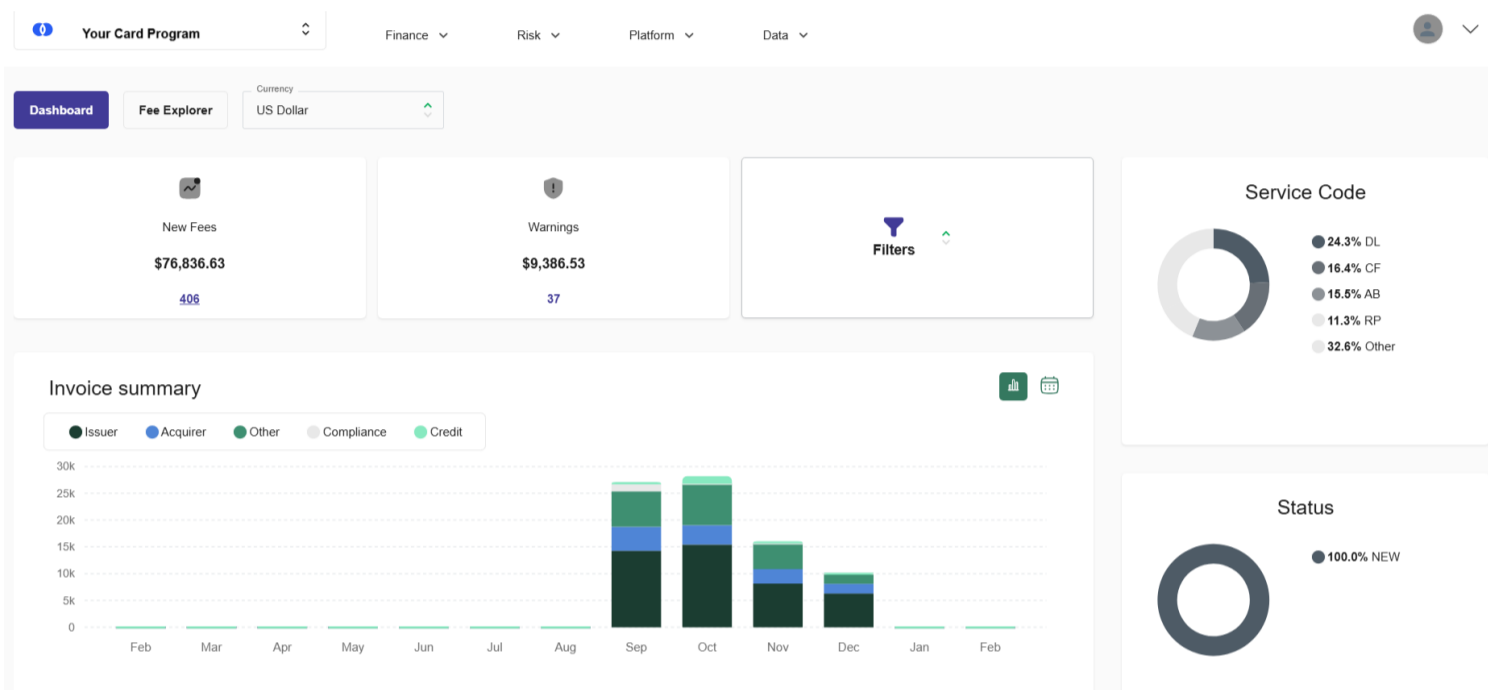 Your Card Program
Finance
Risk
Platform
Data
Dashboard
Fee Explorer
Currency
US Dollar
New Fees
$76,836.63
406
Warnings
$9,386.53
37
Filters
Service Code
24.3% DL
16.4% CF
15.5% AB
11.3% RP
32.6% Other
Invoice summary
Issuer Acquirer Other Compliance Credit
30k
25k
20k
15k
10k
5k
0
Feb Mar Apr May Jun Jul Aug Sep Oct Nov Dec Jan Feb
Status
100.0% NEW